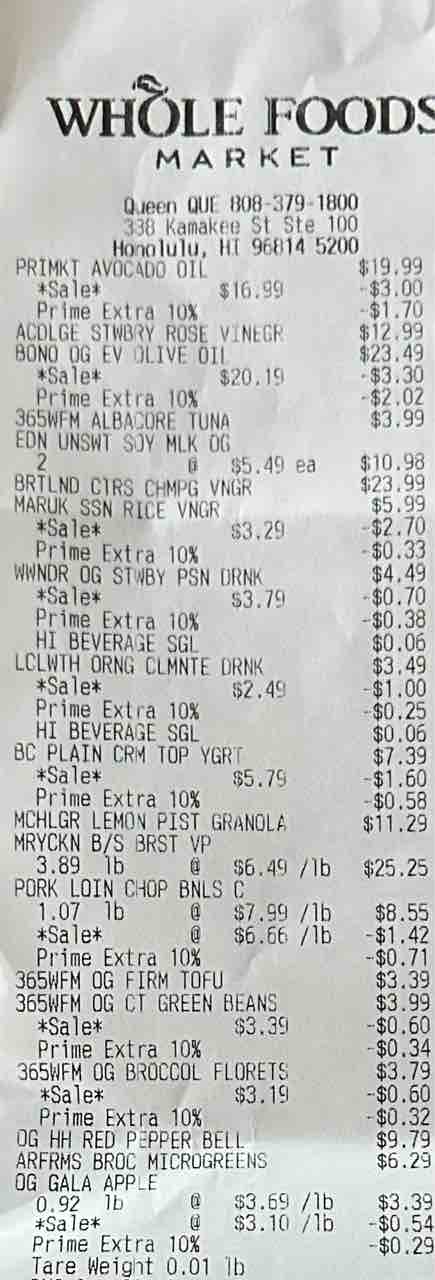 WHOLE FOODS
MARKET
Queen QUE 808-379-1800
338 Kamakee St Ste 100
Honolulu, HI 96814 5200
PRIMKT AVOCADO OIL $19.99
*Sale* $16.99 -$3.00
Prime Extra 10% -$1.70
ACDLGE STWBRY ROSE VINEGR $12.99
BONO OG EV OLIVE OIL $23.49
*Sale* $20.19 -$3.30
Prime Extra 10% -$2.02
365WFM ALBACORE TUNA $3.99
EDN UNSWT SOY MLK OG
2 @ $5.49 ea $10.98
BRTLND CTRS CHMPG VNGR $23.99
MARUK SSN RICE VNGR $5.99
*Sale* $3.29 -$2.70
Prime Extra 10% -$0.33
WWNDR OG STWBY PSN DRNK $4.49
*Sale* $3.79 -$0.70
Prime Extra 10% -$0.38
HI BEVERAGE SGL $0.06
LCLWTH ORNG CLMNTE DRNK $3.49
*Sale* $2.49 -$1.00
Prime Extra 10% -$0.25
HI BEVERAGE SGL $0.06
BC PLAIN CRM TOP YGRT $7.39
*Sale* $5.79 -$1.60
Prime Extra 10% -$0.58
MCHLGR LEMON PIST GRANOLA $11.29
MRYCKN B/S BRST VP
3.89 lb @ $6.49 /lb $25.25
PORK LOIN CHOP BNLS C
1.07 lb @ $7.99 /lb $8.55
*Sale* @ $6.66 /lb -$1.42
Prime Extra 10% -$0.71
365WFM OG FIRM TOFU $3.39
365WFM OG CT GREEN BEANS $3.99
*Sale* $3.39 -$0.60
Prime Extra 10% -$0.34
365WFM OG BROCCOL FLORETS $3.79
*Sale* $3.19 -$0.60
Prime Extra 10% -$0.32
OG HH RED PEPPER BELL $9.79
ARFRMS BROC MICROGREENS $6.29
OG GALA APPLE
0.92 lb @ $3.69 /lb $3.39
*Sale* @ $3.10 /lb -$0.54
Prime Extra 10% -$0.29
Tare Weight 0.01 lb